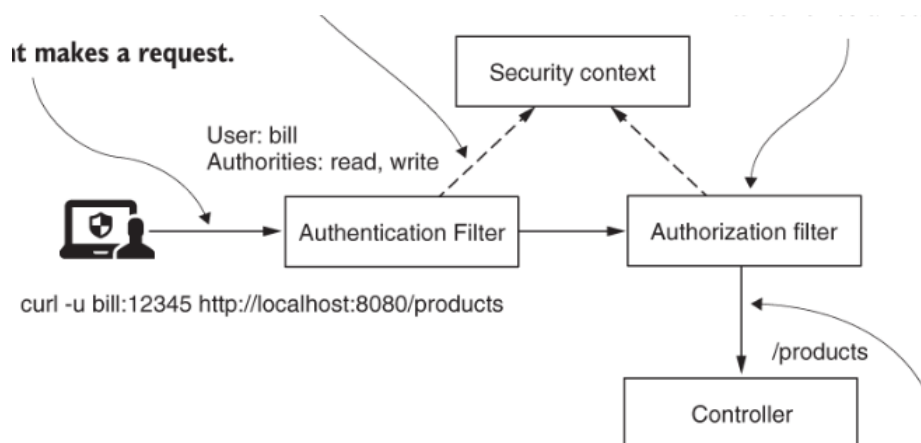 nt makes a request.
Security context
User: bill
Authorities: read, write
Authentication Filter
Authorization filter
curl -u bill:12345 http://localhost:8080/products
/products
Controller